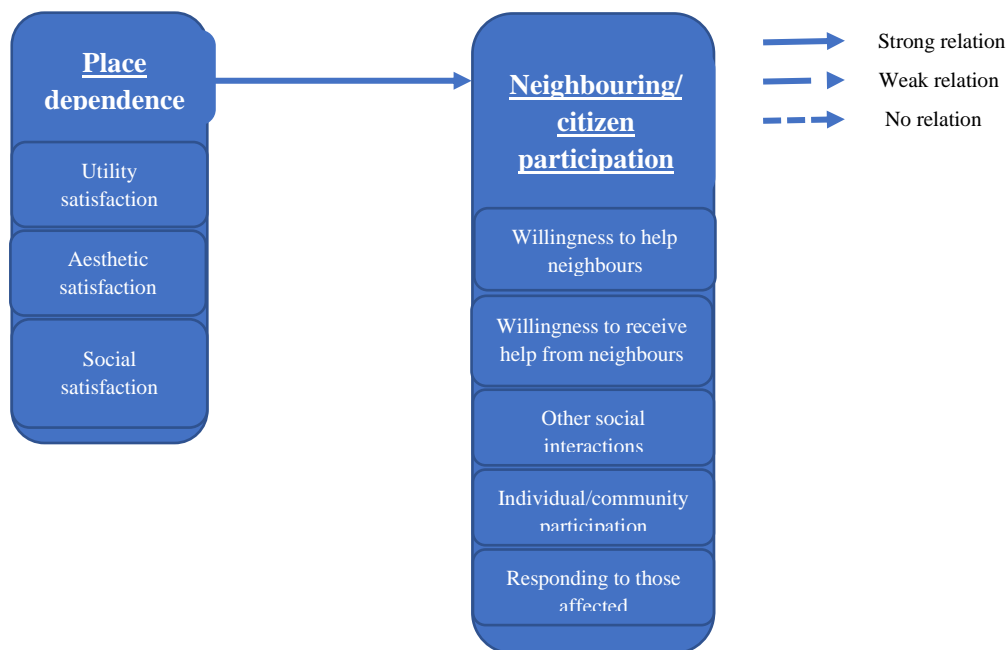 Place
dependence
Utility
satisfaction
Aesthetic
satisfaction
Social
satisfaction
Neighbouring/
citizen
participation
Willingness to help
neighbours
Willingness to receive
help from neighbours
Other social
interactions
Individual/community
participation
Responding to those
affected
Strong relation
Weak relation
No relation